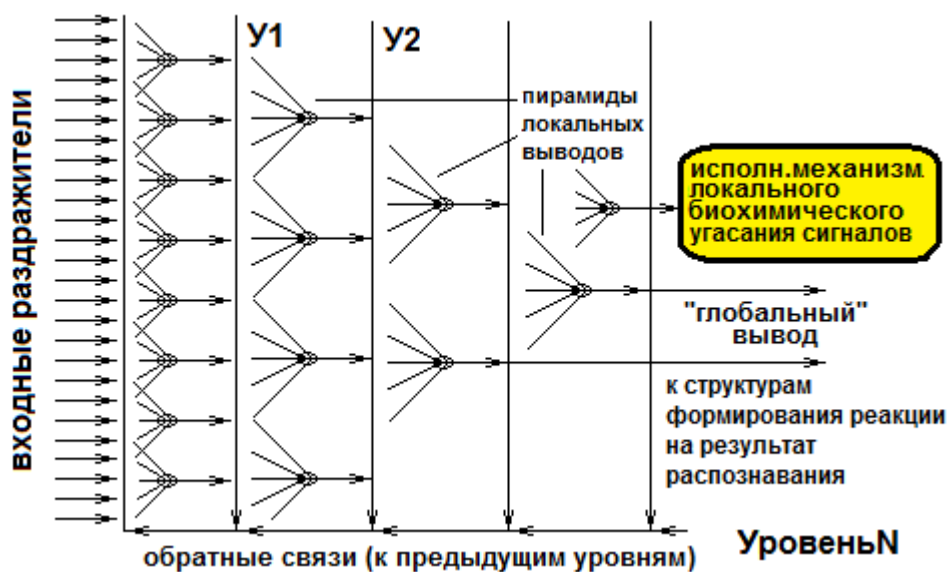 входные раздражители
У1
У2
пирамиды
локальных
выводов
исполн.механизм
локального
биохимического
угасания сигналов
"глобальный"
вывод
к структурам
формирования реакции
на результат
распознавания
обратные связи (к предыдущим уровням)
УровеньN